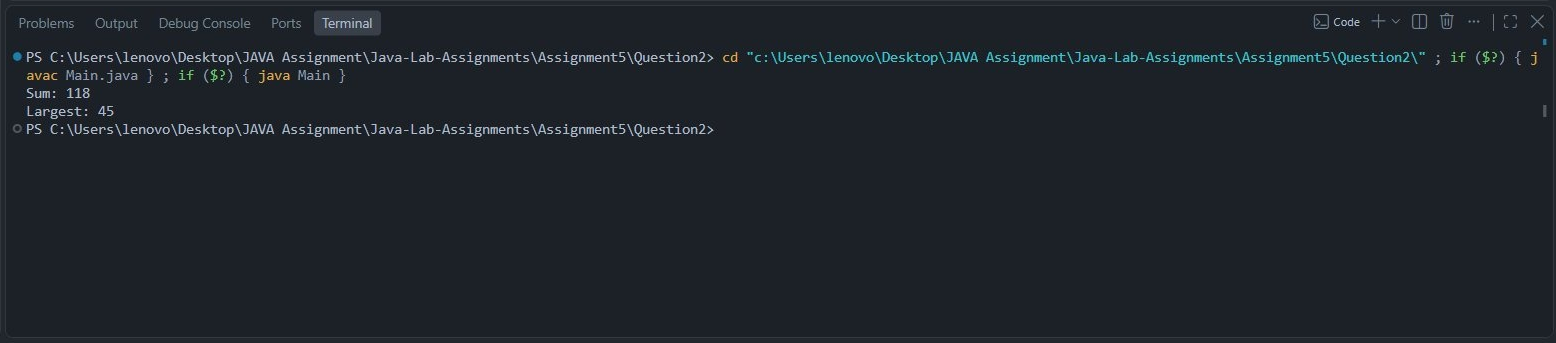 Problems Output Debug Console Ports Terminal Code
PS C:\Users\lenovo\Desktop\JAVA Assignment\Java-Lab-Assignments\Assignment5\Question2> cd "c:\Users\lenovo\Desktop\JAVA Assignment\Java-Lab-Assignments\Assignment5\Question2\" ; if ($?) { j
avac Main.java } ; if ($?) { java Main }
Sum: 118
Largest: 45
PS C:\Users\lenovo\Desktop\JAVA Assignment\Java-Lab-Assignments\Assignment5\Question2>